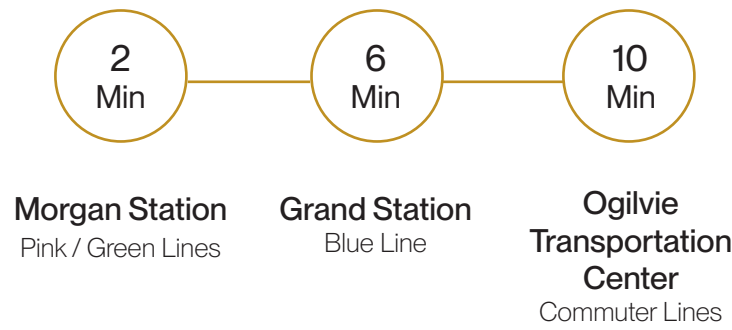 2
Min
6
Min
10
Min
Morgan Station
Pink / Green Lines
Grand Station
Blue Line
Ogilvie
Transportation
Center
Commuter Lines